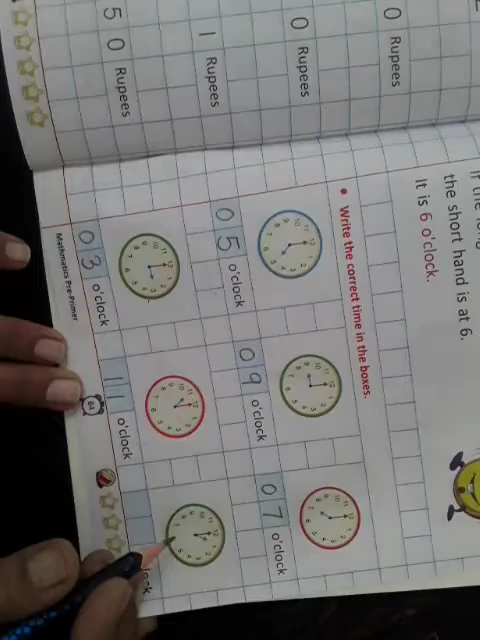 5 0 Rupees
1 Rupees
0 Rupees
0 Rupees
the short hand is at 6.
It is 6 o'clock.
• Write the correct time in the boxes.
0 5 o'clock
0 9 o'clock
0 7 o'clock
0 3 o'clock
1 1 o'clock
Mathmatics Pre-Primer
84